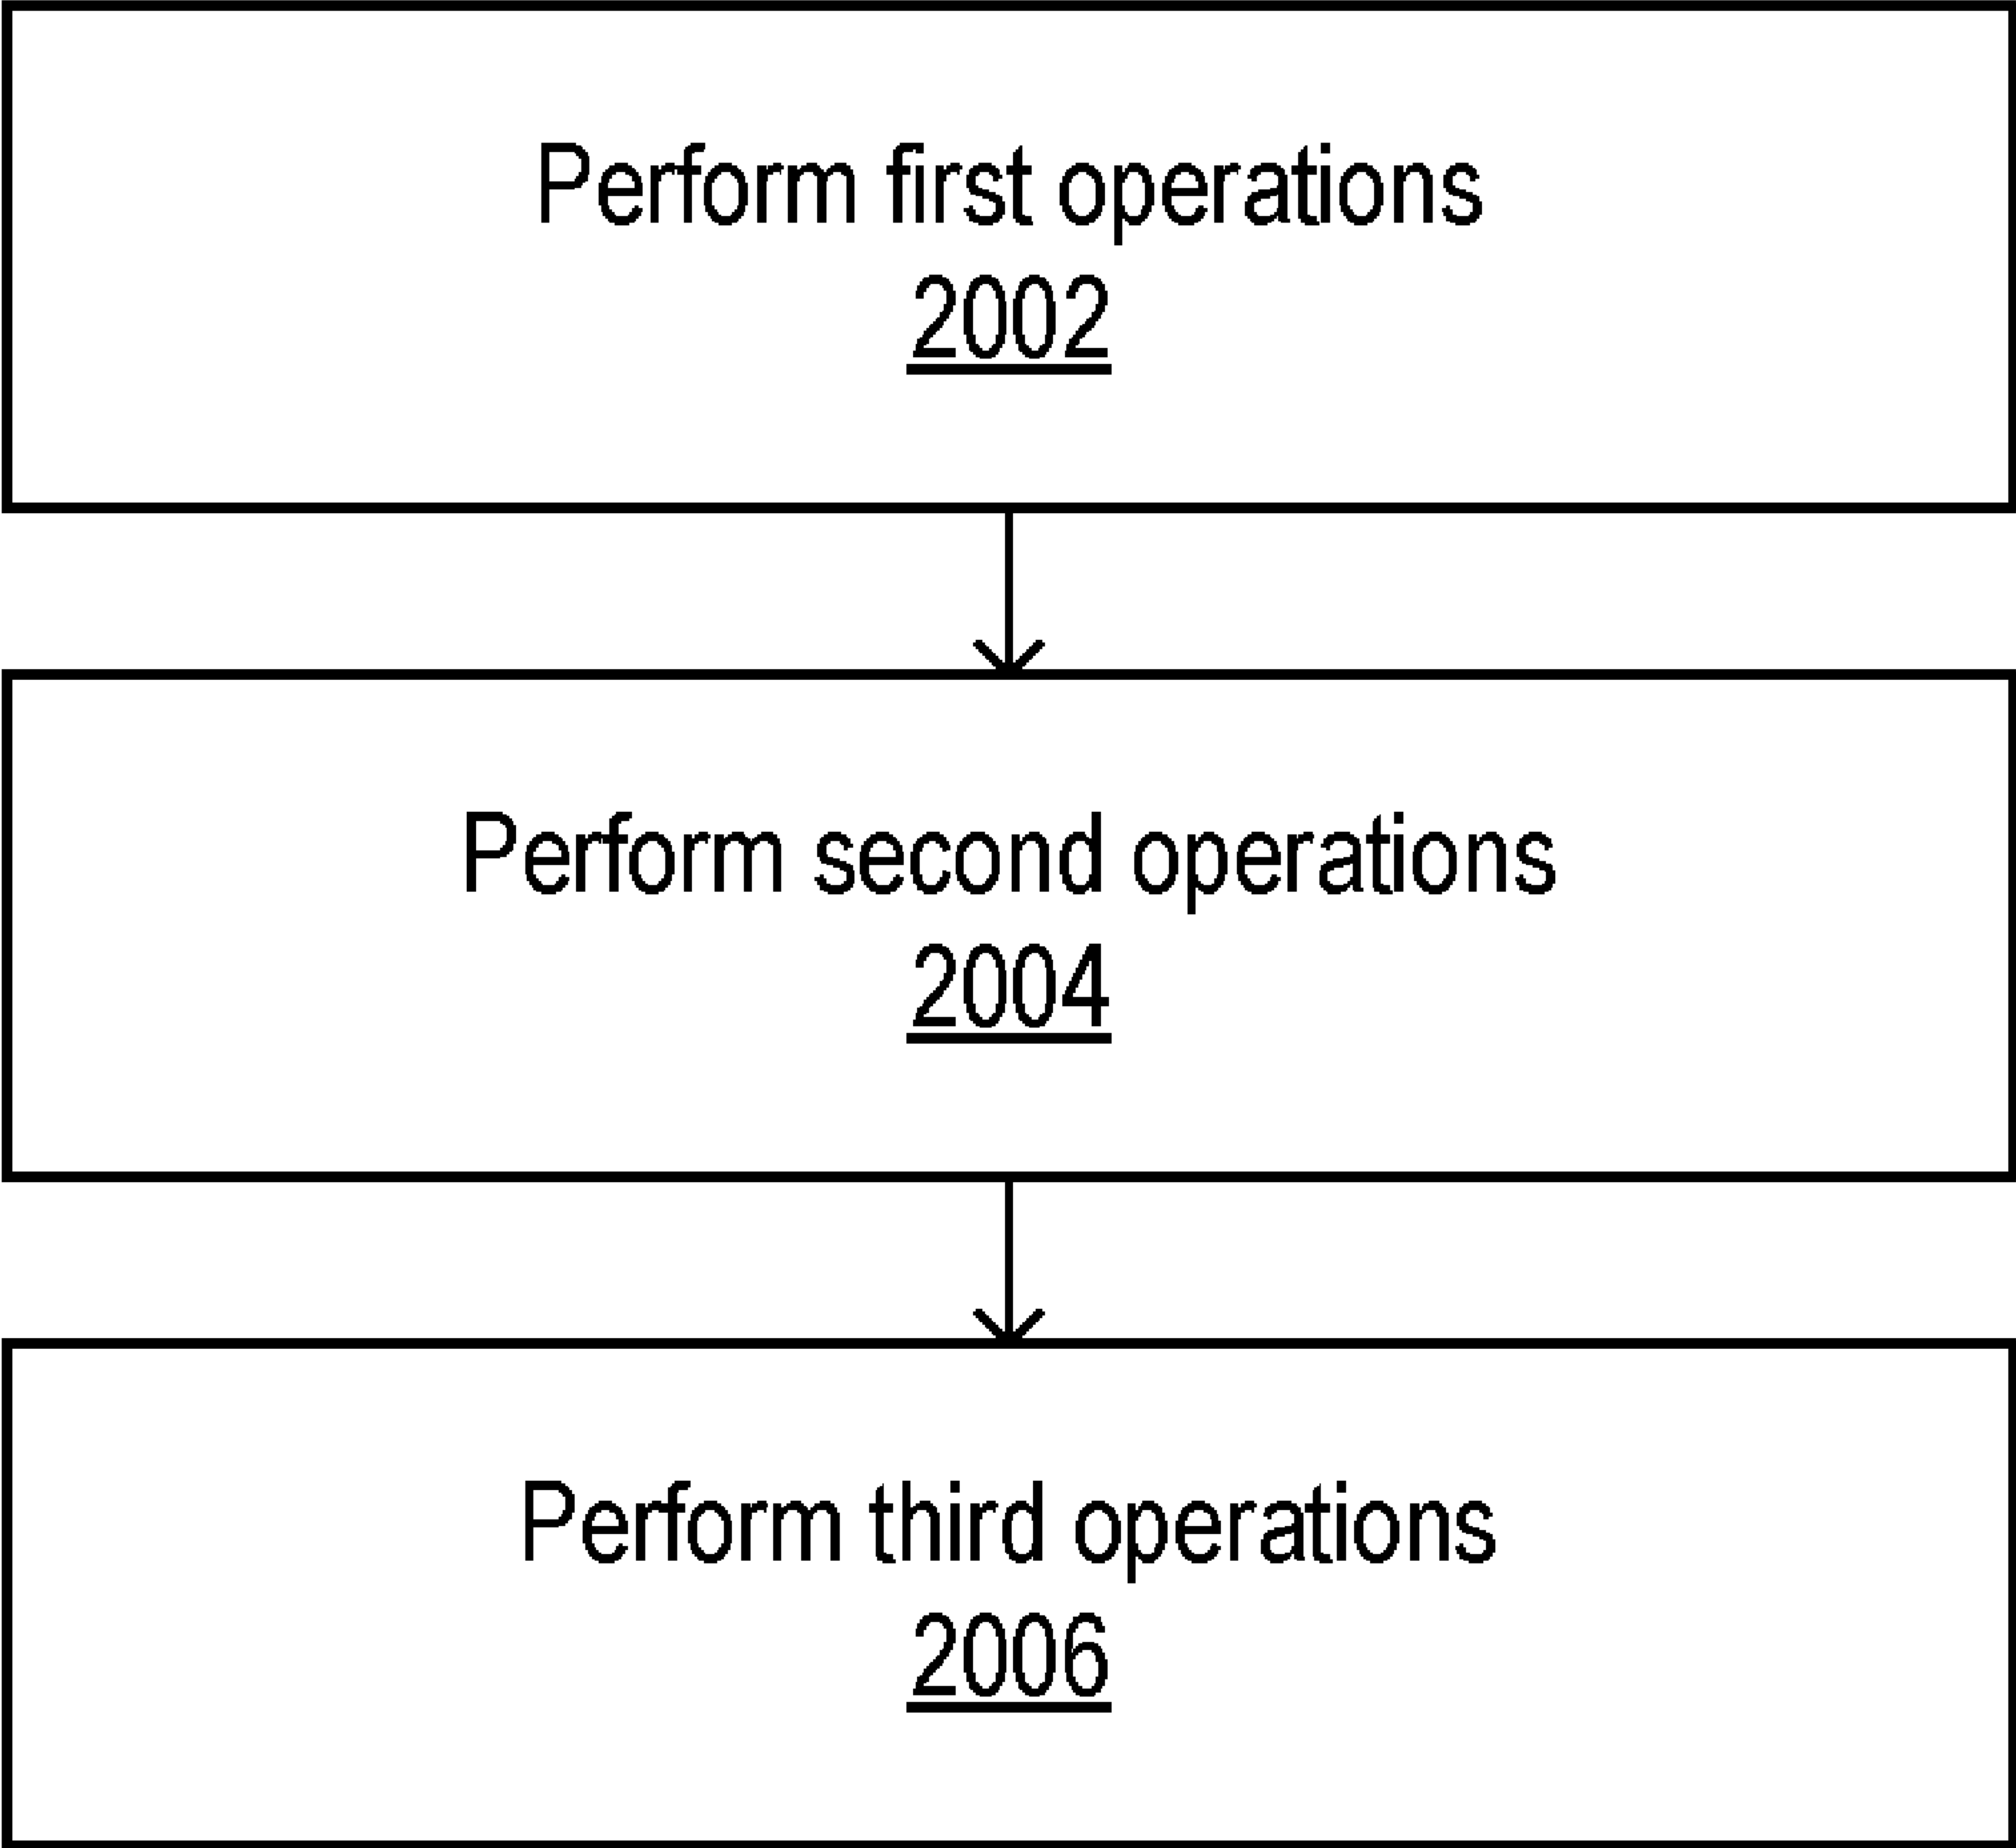 Perform first operations
2002
Perform second operations
2004
Perform third operations
2006